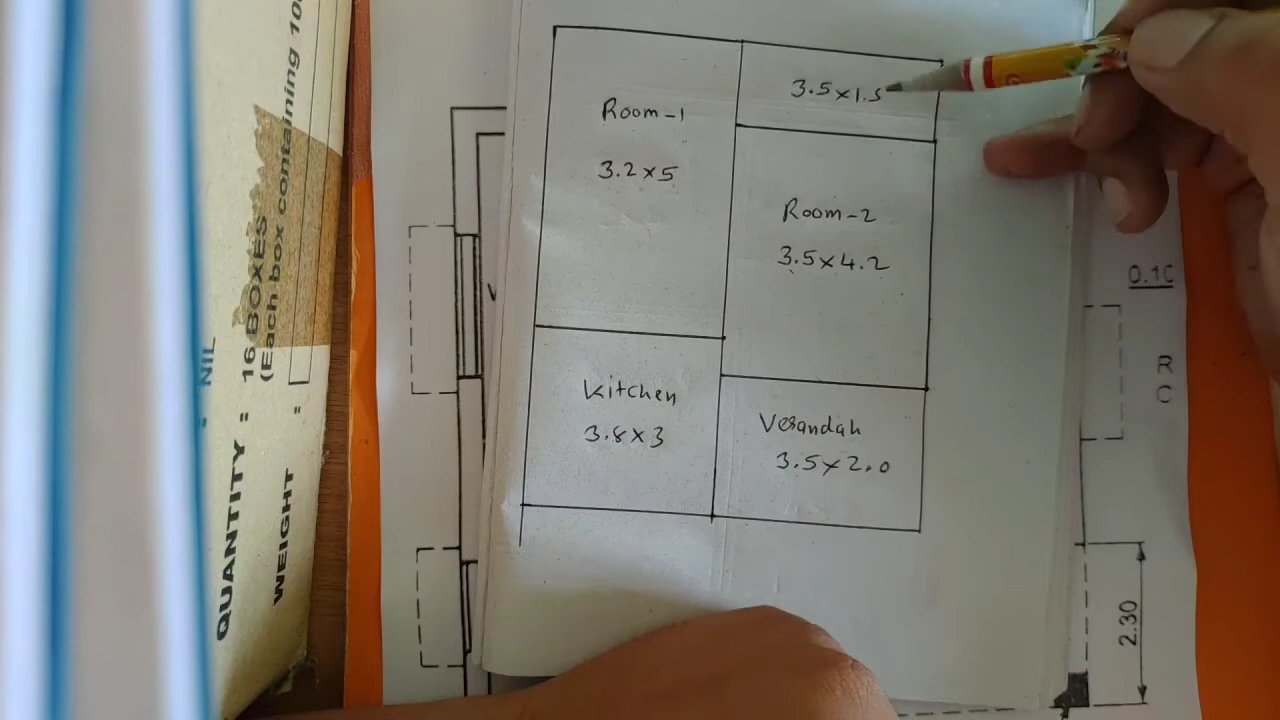 QUANTITY : 16 BOXES
(Each box containing 10
: NIL
WEIGHT =
Room-1
3.2×5
3.5×1.5
Room-2
3.5×4.2
Kitchen
3.8×3
Verandah
3.5×2.0
0.10
R
C
2.30